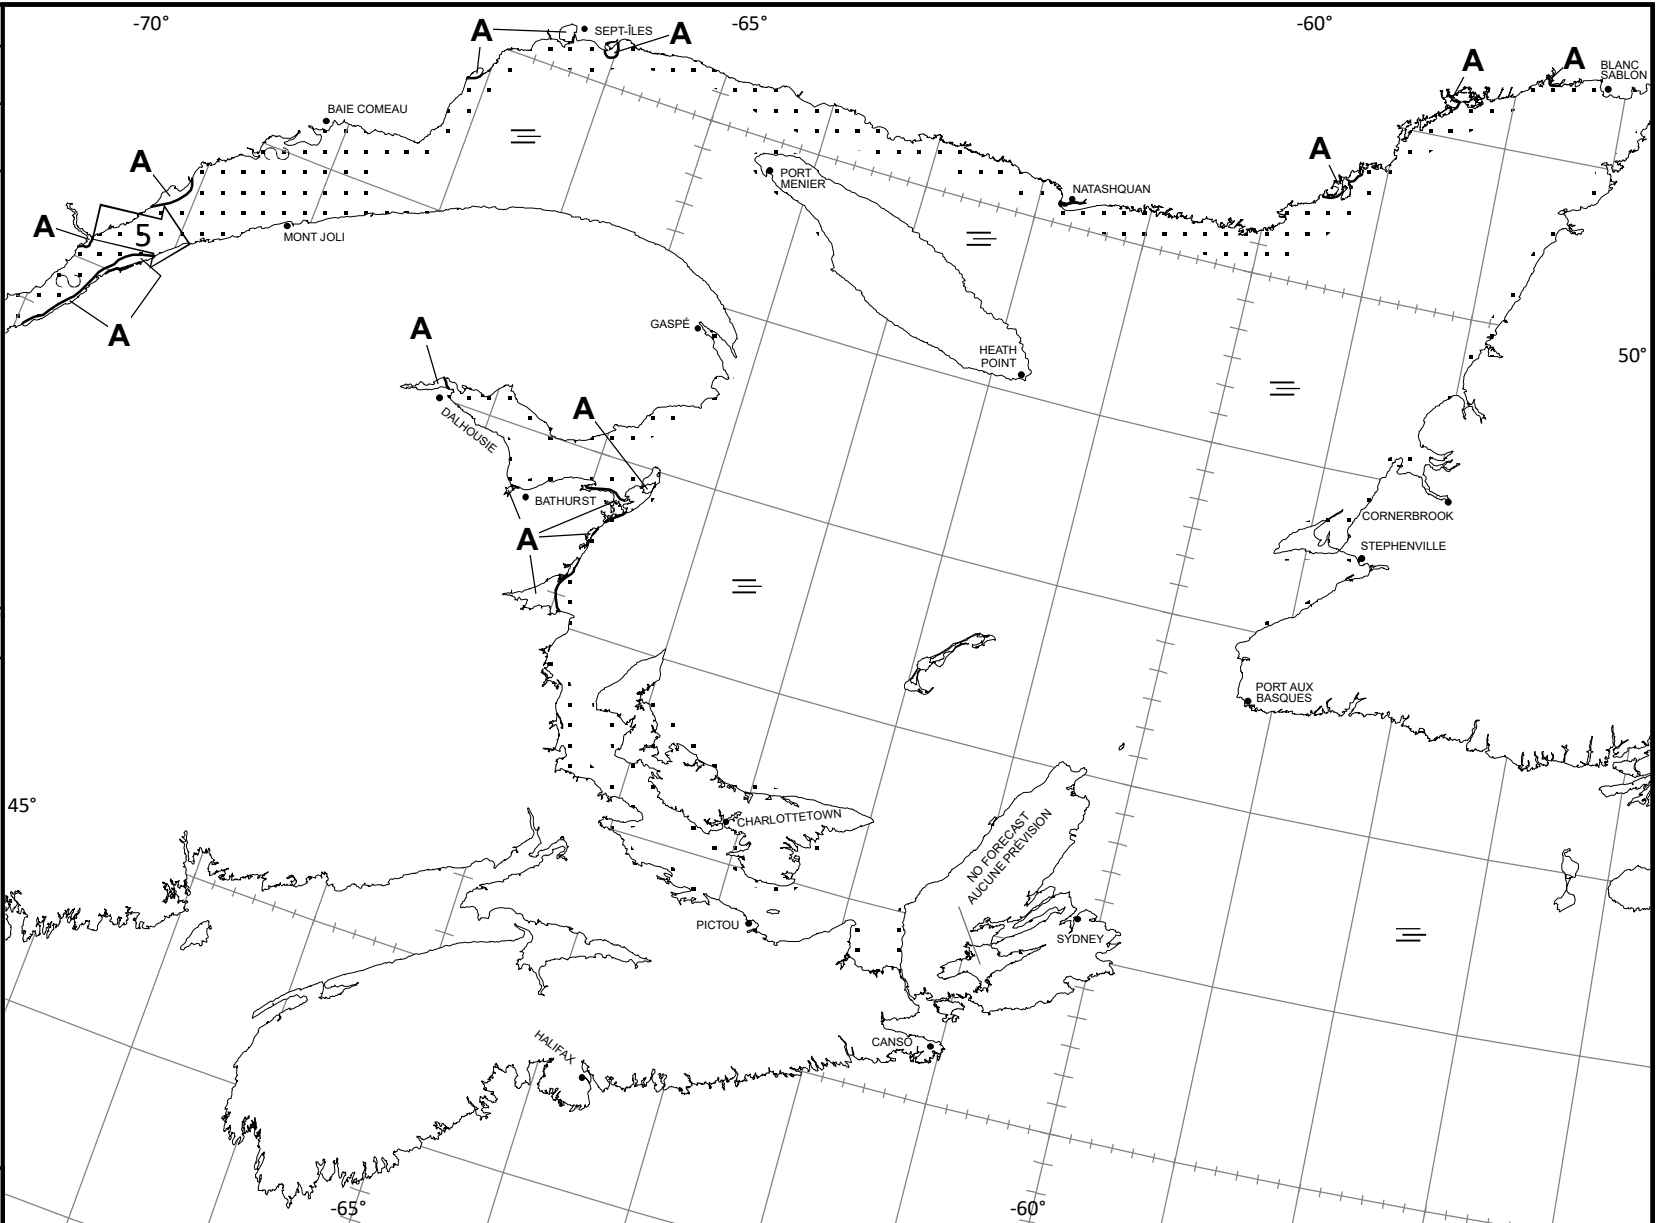 -70°
-65°
-60°
A
SEPT-ÎLES
A
A
A
BLANC
SABLON
BAIE COMEAU
A
A
PORT
MENIER
NATASHQUAN
A
5
MONT JOLI
A
A
GASPÉ
HEATH
POINT
50°
DALHOUSIE
A
BATHURST
A
CORNERBROOK
STEPHENVILLE
PORT AUX
BASQUES
45°
CHARLOTTETOWN
NO FORECAST
AUCUNE PRÉVISION
PICTOU
SYDNEY
HALIFAX
CANSO
-65°
-60°